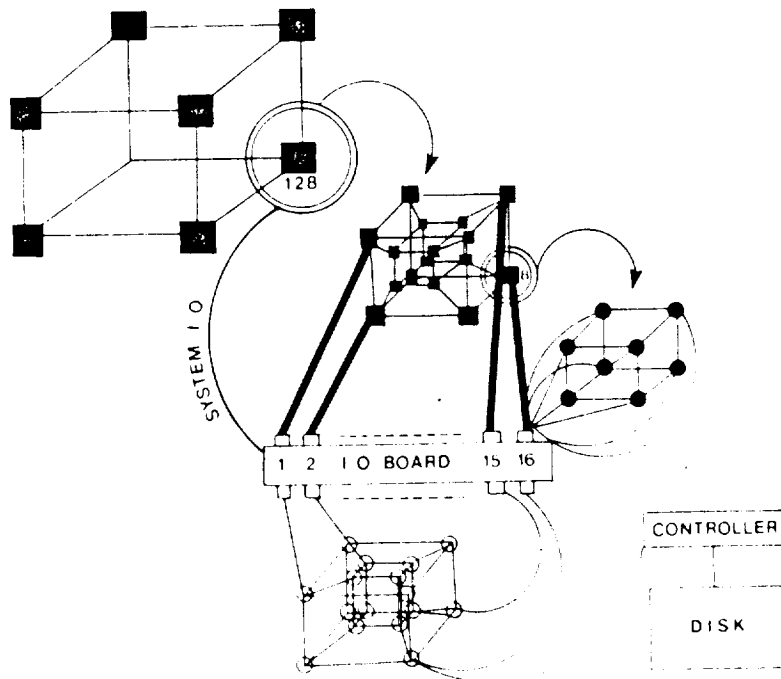 128
8
SYSTEM I O
1 2 I O BOARD 15 16
CONTROLLER
DISK